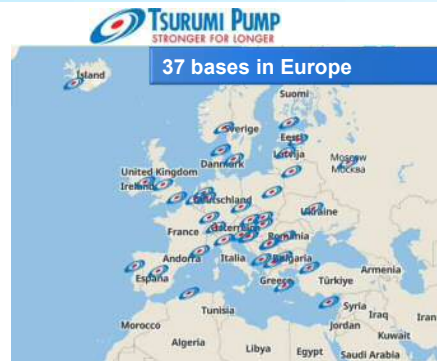 TSURUMI PUMP
STRONGER FOR LONGER
37 bases in Europe
Ísland
Suomi
Sverige
Eesti
Latvija
Moscow
Москва
Danmark
United Kingdom
Ireland
Deutschland
Ukraine
France
Österreich
România
Andorra
Italia
Bulgaria
España
Greece
Türkiye
Armenia
Tunisia
Syria
Iraq
Iran
Morocco
Jordan
Kuwait
Algeria
Libya
Egypt
Saudi Arabia